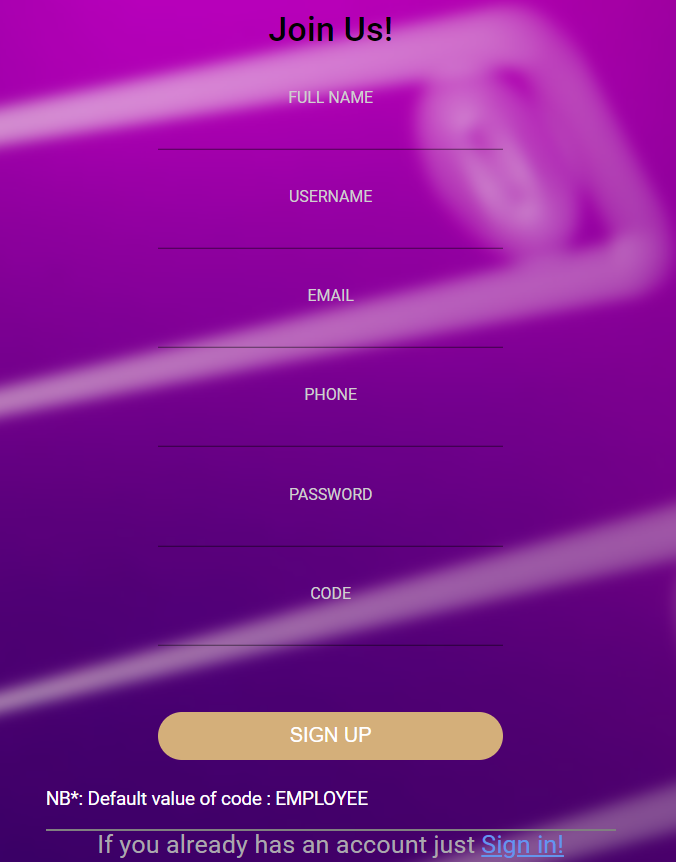 Join Us!
FULL NAME
USERNAME
EMAIL
PHONE
PASSWORD
CODE
SIGN UP
NB*: Default value of code : EMPLOYEE
If you already has an account just Sign in!